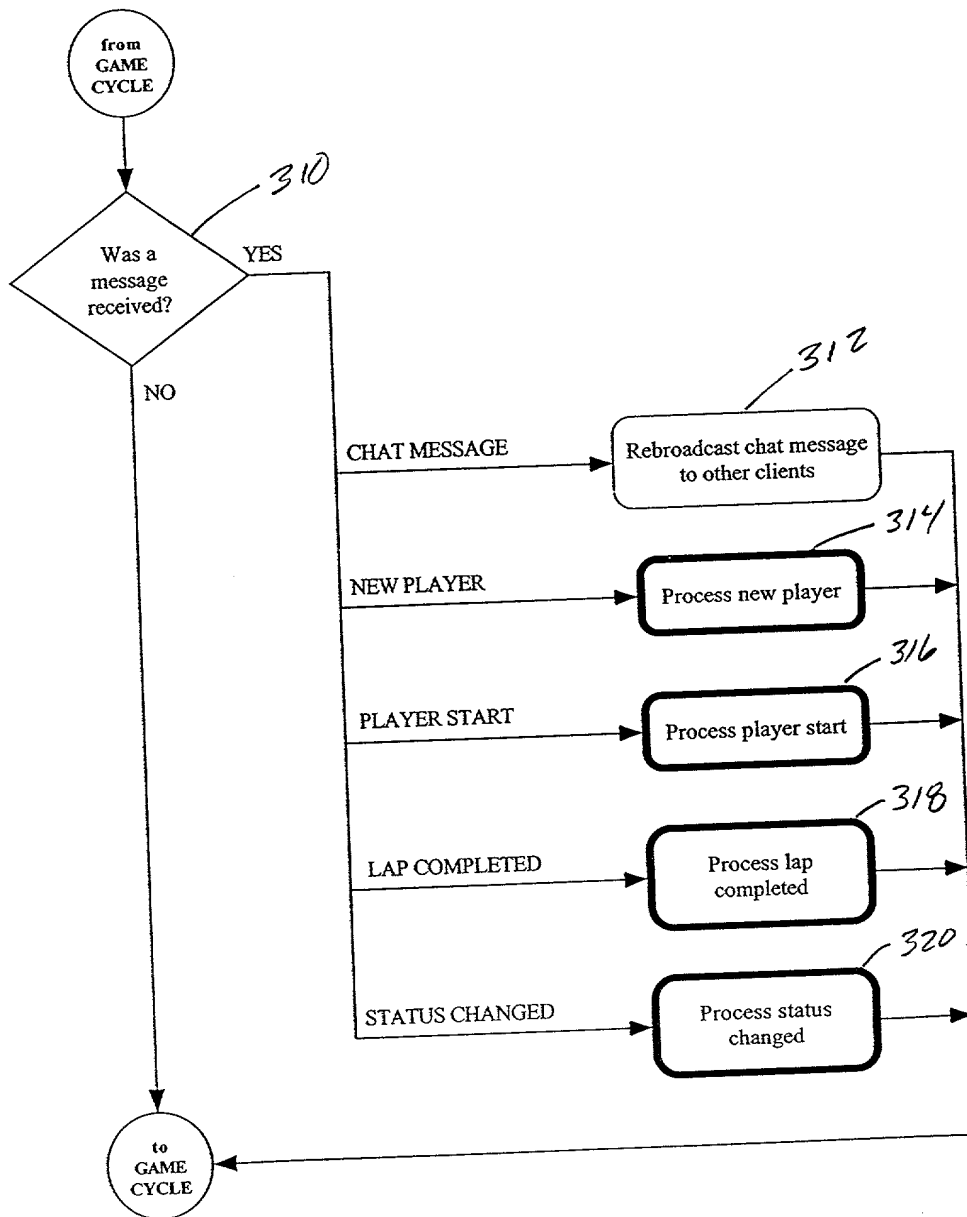 from
GAME
CYCLE
310
Was a
message
received?
YES
NO
312
CHAT MESSAGE
Rebroadcast chat message
to other clients
314
NEW PLAYER
Process new player
316
PLAYER START
Process player start
318
LAP COMPLETED
Process lap
completed
320
STATUS CHANGED
Process status
changed
to
GAME
CYCLE